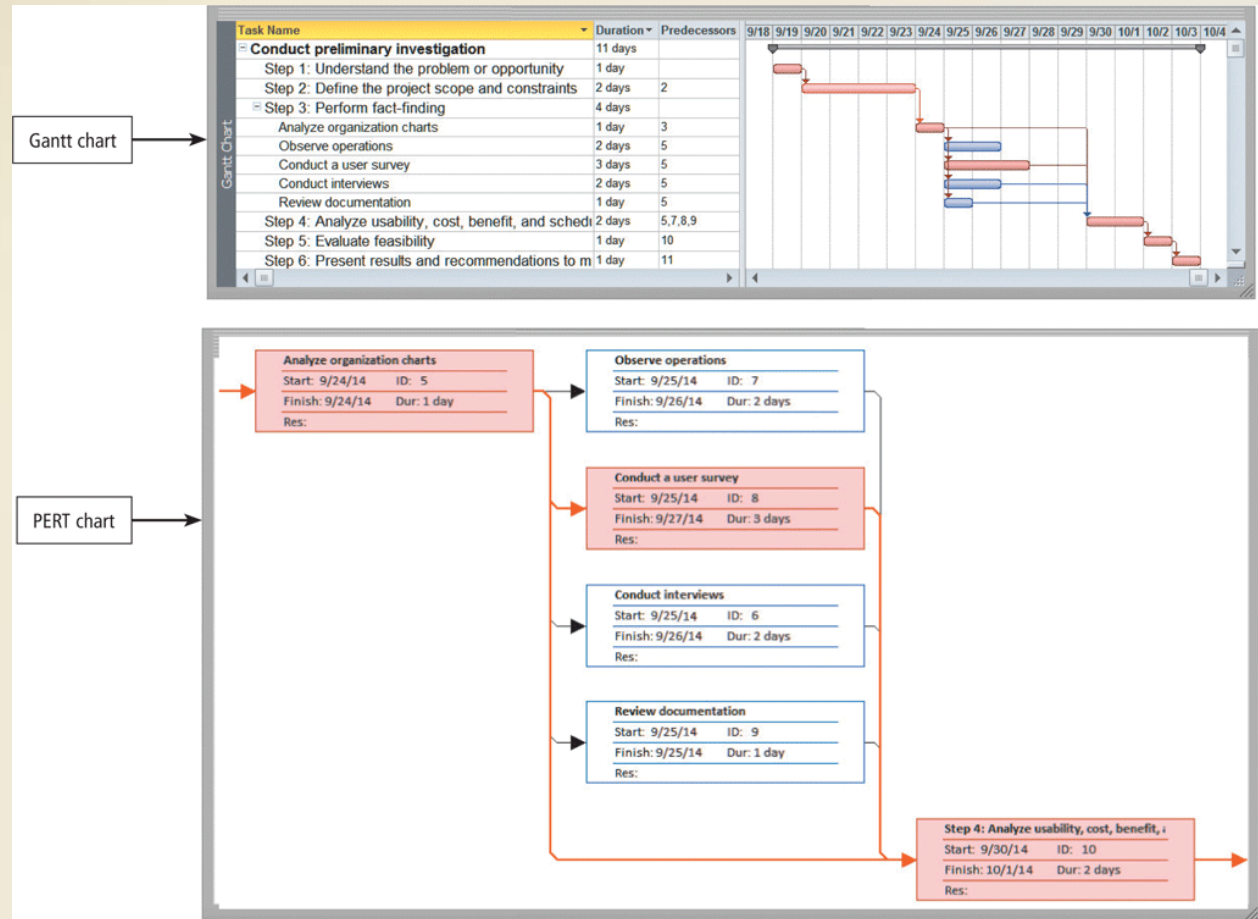 Gantt chart
Gantt Chart
Task Name Duration Predecessors 9/18 9/19 9/20 9/21 9/22 9/23 9/24 9/25 9/26 9/27 9/28 9/29 9/30 10/1 10/2 10/3 10/4
Conduct preliminary investigation 11 days
Step 1: Understand the problem or opportunity 1 day
Step 2: Define the project scope and constraints 2 days 2
Step 3: Perform fact-finding 4 days
Analyze organization charts 1 day 3
Observe operations 2 days 5
Conduct a user survey 3 days 5
Conduct interviews 2 days 5
Review documentation 1 day 5
Step 4: Analyze usability, cost, benefit, and schedu 2 days 5,7,8,9
Step 5: Evaluate feasibility 1 day 10
Step 6: Present results and recommendations to m 1 day 11
PERT chart
Analyze organization charts
Start: 9/24/14 ID: 5
Finish: 9/24/14 Dur: 1 day
Res:
Observe operations
Start: 9/25/14 ID: 7
Finish: 9/26/14 Dur: 2 days
Res:
Conduct a user survey
Start: 9/25/14 ID: 8
Finish: 9/27/14 Dur: 3 days
Res:
Conduct interviews
Start: 9/25/14 ID: 6
Finish: 9/26/14 Dur: 2 days
Res:
Review documentation
Start: 9/25/14 ID: 9
Finish: 9/25/14 Dur: 1 day
Res:
Step 4: Analyze usability, cost, benefit,
Start: 9/30/14 ID: 10
Finish: 10/1/14 Dur: 2 days
Res: